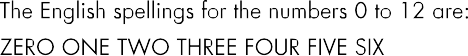 The English spellings for the numbers 0 to 12 are:
ZERO ONE TWO THREE FOUR FIVE SIX